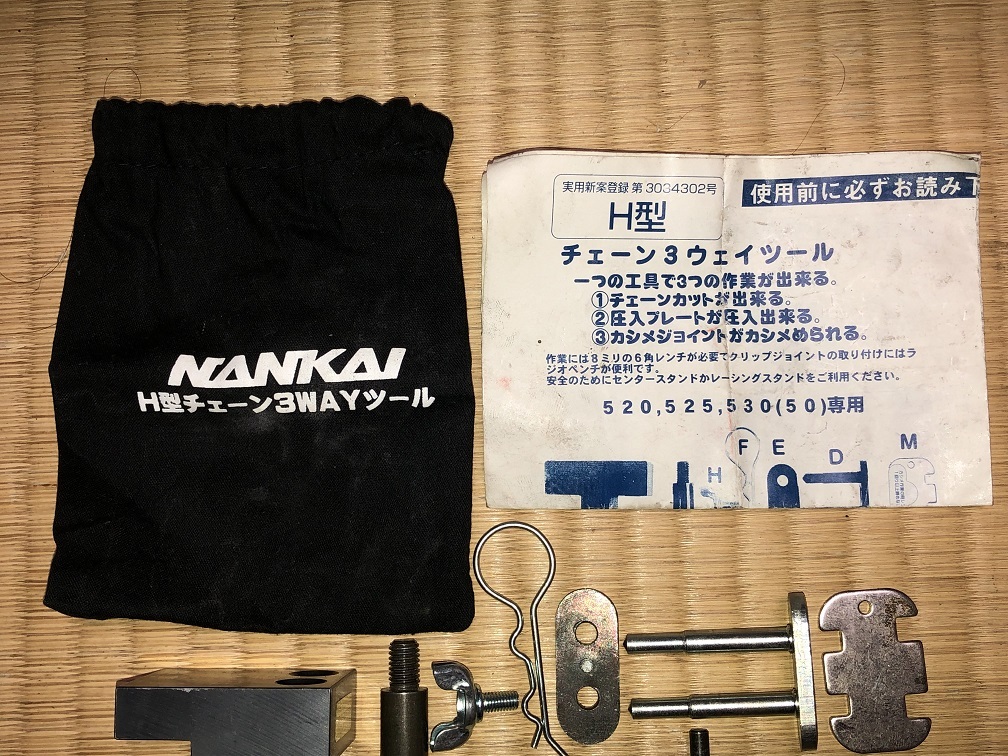 NANKAI
H型チェーン3WAYツール
実用新案登録 第3034302号
H型
使用前に必ずお読み下
チェーン3ウェイツール
一つの工具で3つの作業が出来る。
①チェーンカットが出来る。
②圧入プレートが圧入出来る。
③カシメジョイントがカシメられる。
作業には8ミリの6角レンチが必要でクリップジョイントの取り付けにはラ
ジオペンチが便利です。
安全のためにセンタースタンドかレーシングスタンドをご利用ください。
520,525,530(50)専用
H F E D M